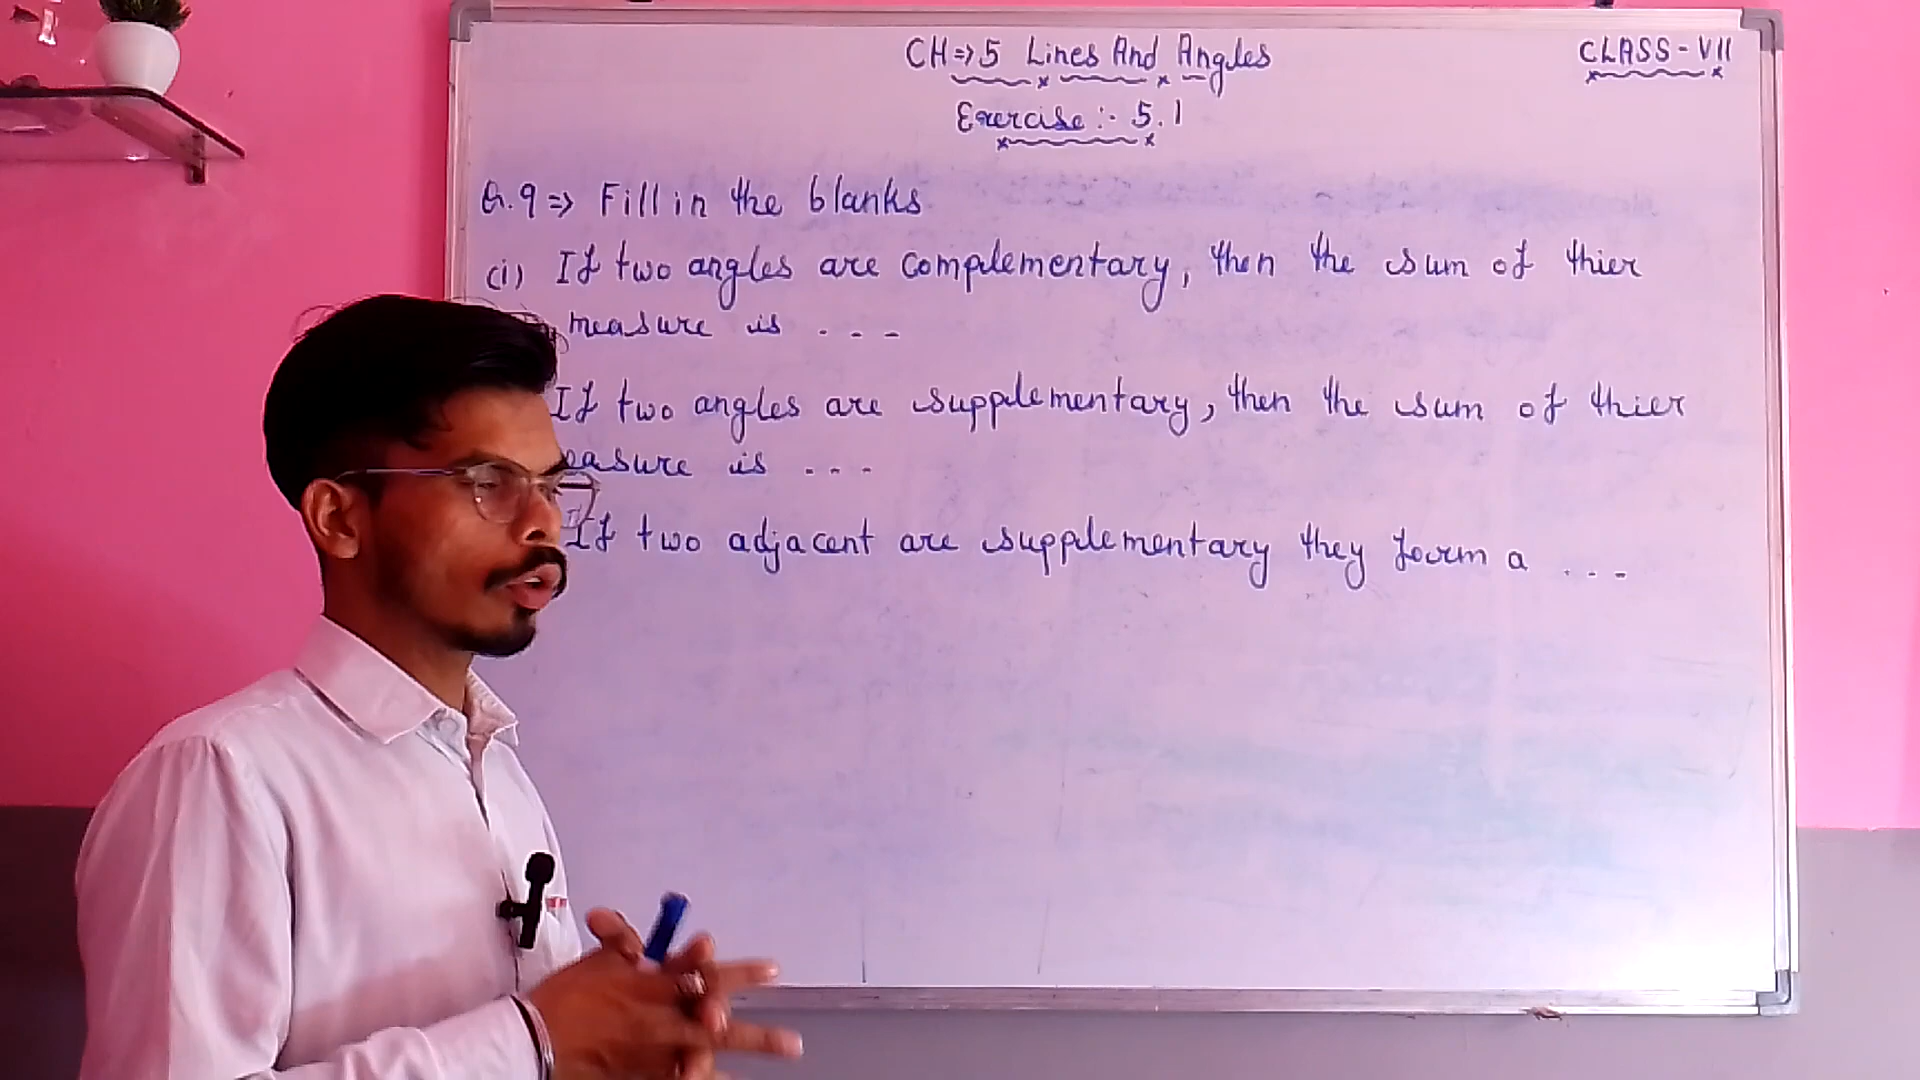 CH=>5 Lines And Angles
CLASS-VII
Exercise:- 5.1
Q.9=> Fill in the blanks
(i) If two angles are complementary, then the sum of thier
measure is . - -
If two angles are supplementary, then the sum of thier
easure is . - -
If two adjacent are supplementary they form a . - -